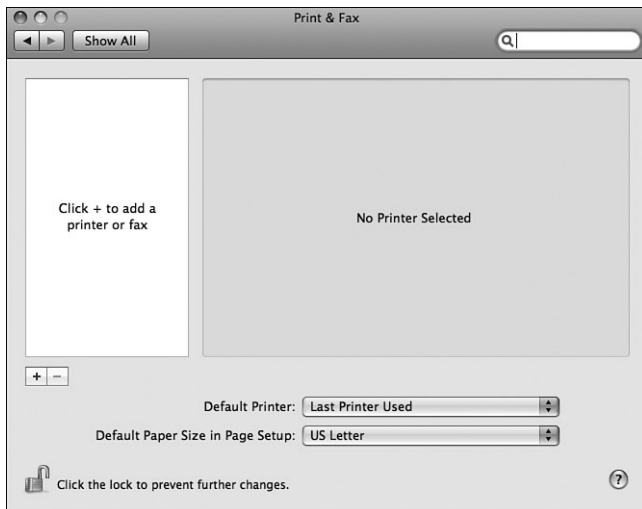 Print & Fax
Show All
Click + to add a
printer or fax
No Printer Selected
+ −
Default Printer: Last Printer Used
Default Paper Size in Page Setup: US Letter
Click the lock to prevent further changes.
?